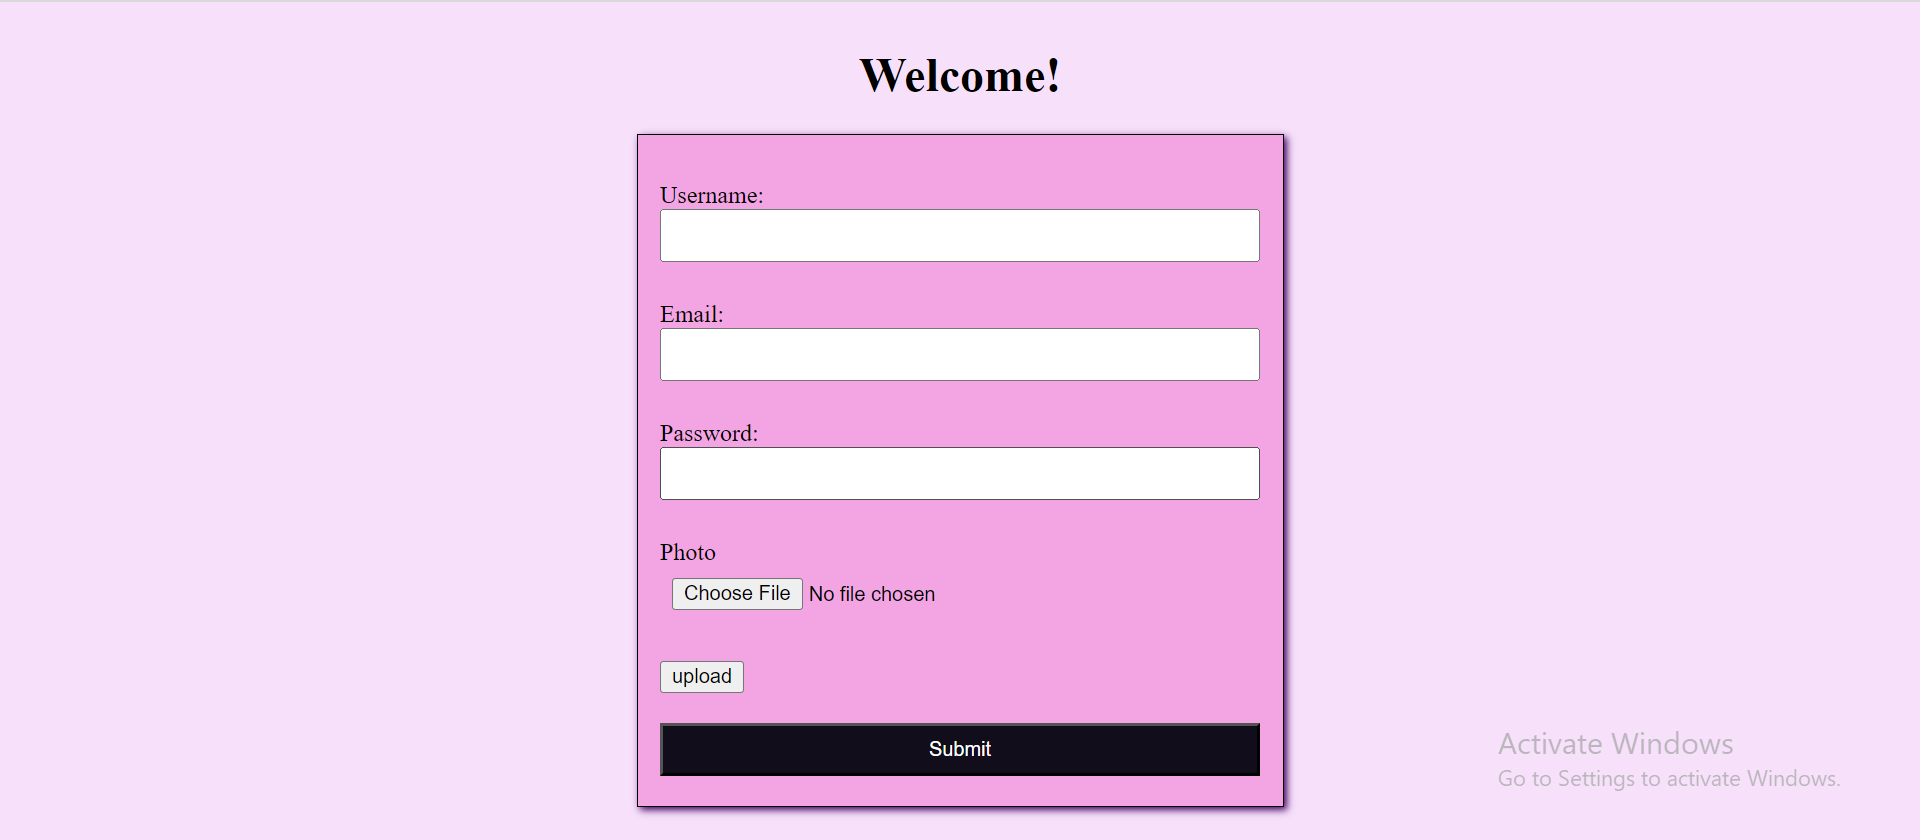 Welcome!
Username:
Email:
Password:
Photo
Choose File No file chosen
upload
Submit
Activate Windows
Go to Settings to activate Windows.